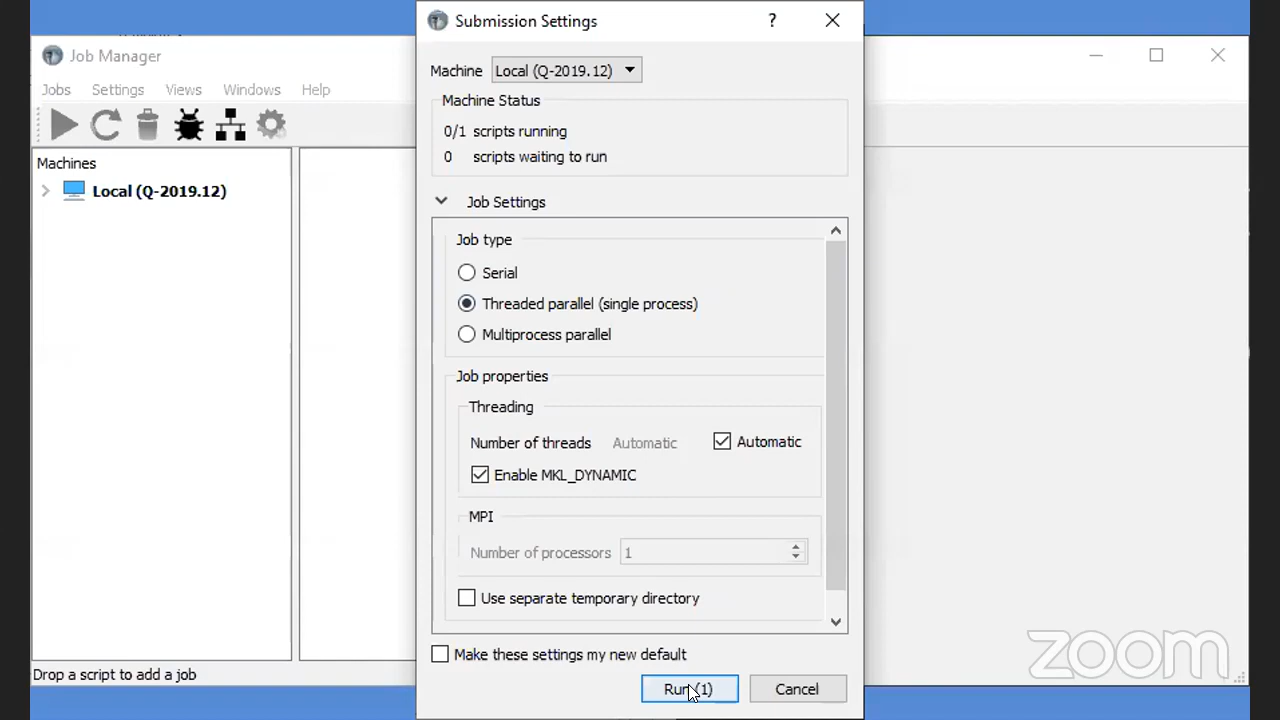 Submission Settings
?
Job Manager
Machine Local (Q-2019.12)
Jobs Settings Views Windows Help
Machine Status
0/1 scripts running
0 scripts waiting to run
Machines
Local (Q-2019.12)
Job Settings
Job type
Serial
Threaded parallel (single process)
Multiprocess parallel
Job properties
Threading
Number of threads Automatic Automatic
Enable MKL_DYNAMIC
MPI
Number of processors 1
Use separate temporary directory
Make these settings my new default
Drop a script to add a job
Run (1) Cancel
zoom